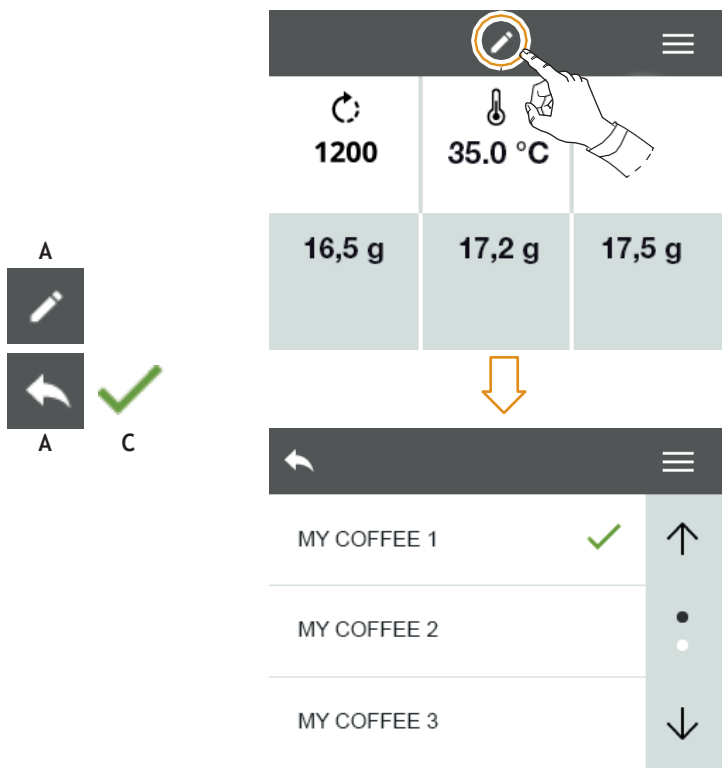 1200
35.0 °C
16,5 g
17,2 g
17,5 g
A
A
C
MY COFFEE 1
MY COFFEE 2
MY COFFEE 3